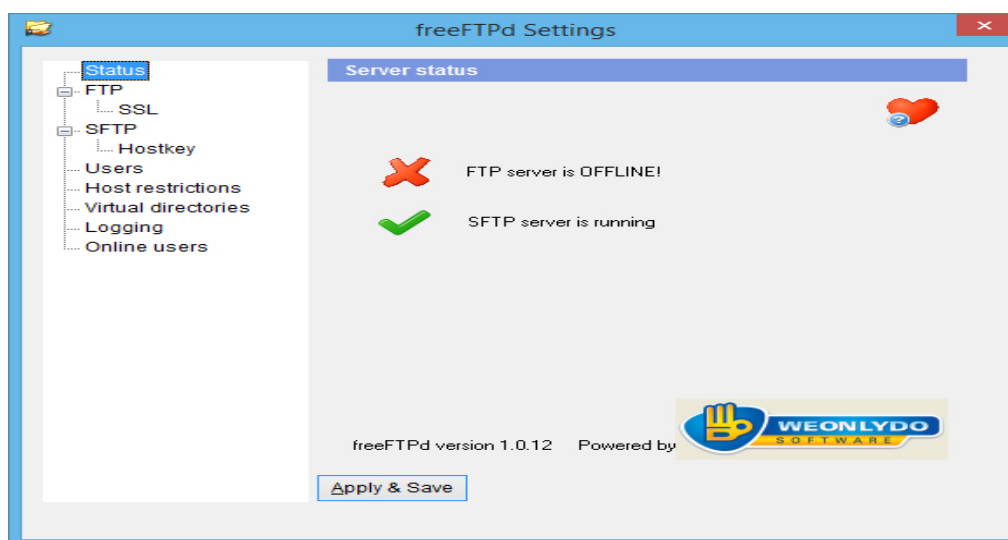 freeFTPd Settings
Status
FTP
SSL
SFTP
Hostkey
Users
Host restrictions
Virtual directories
Logging
Online users
Server status
FTP server is OFFLINE!
SFTP server is running
freeFTPd version 1.0.12 Powered by
WEONLYDO
SOFTWARE
Apply & Save